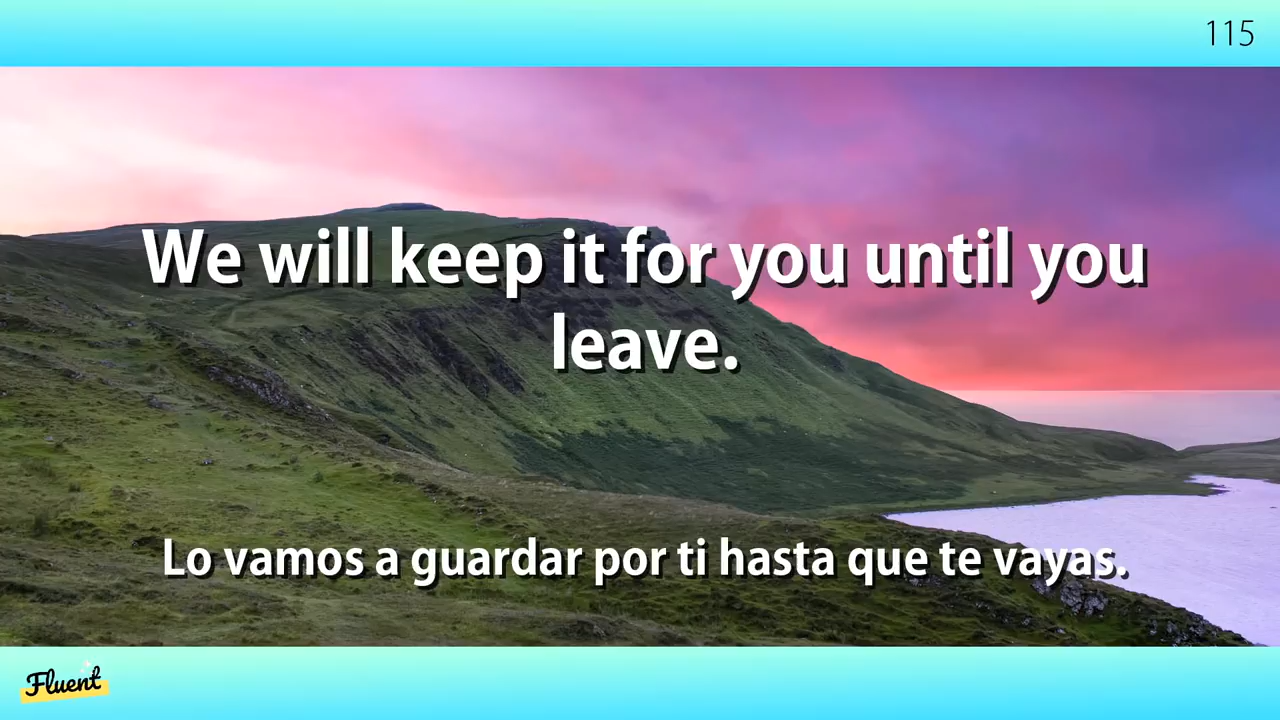 115
We will keep it for you until you
leave.
Lo vamos a guardar por ti hasta que te vayas.
Fluent